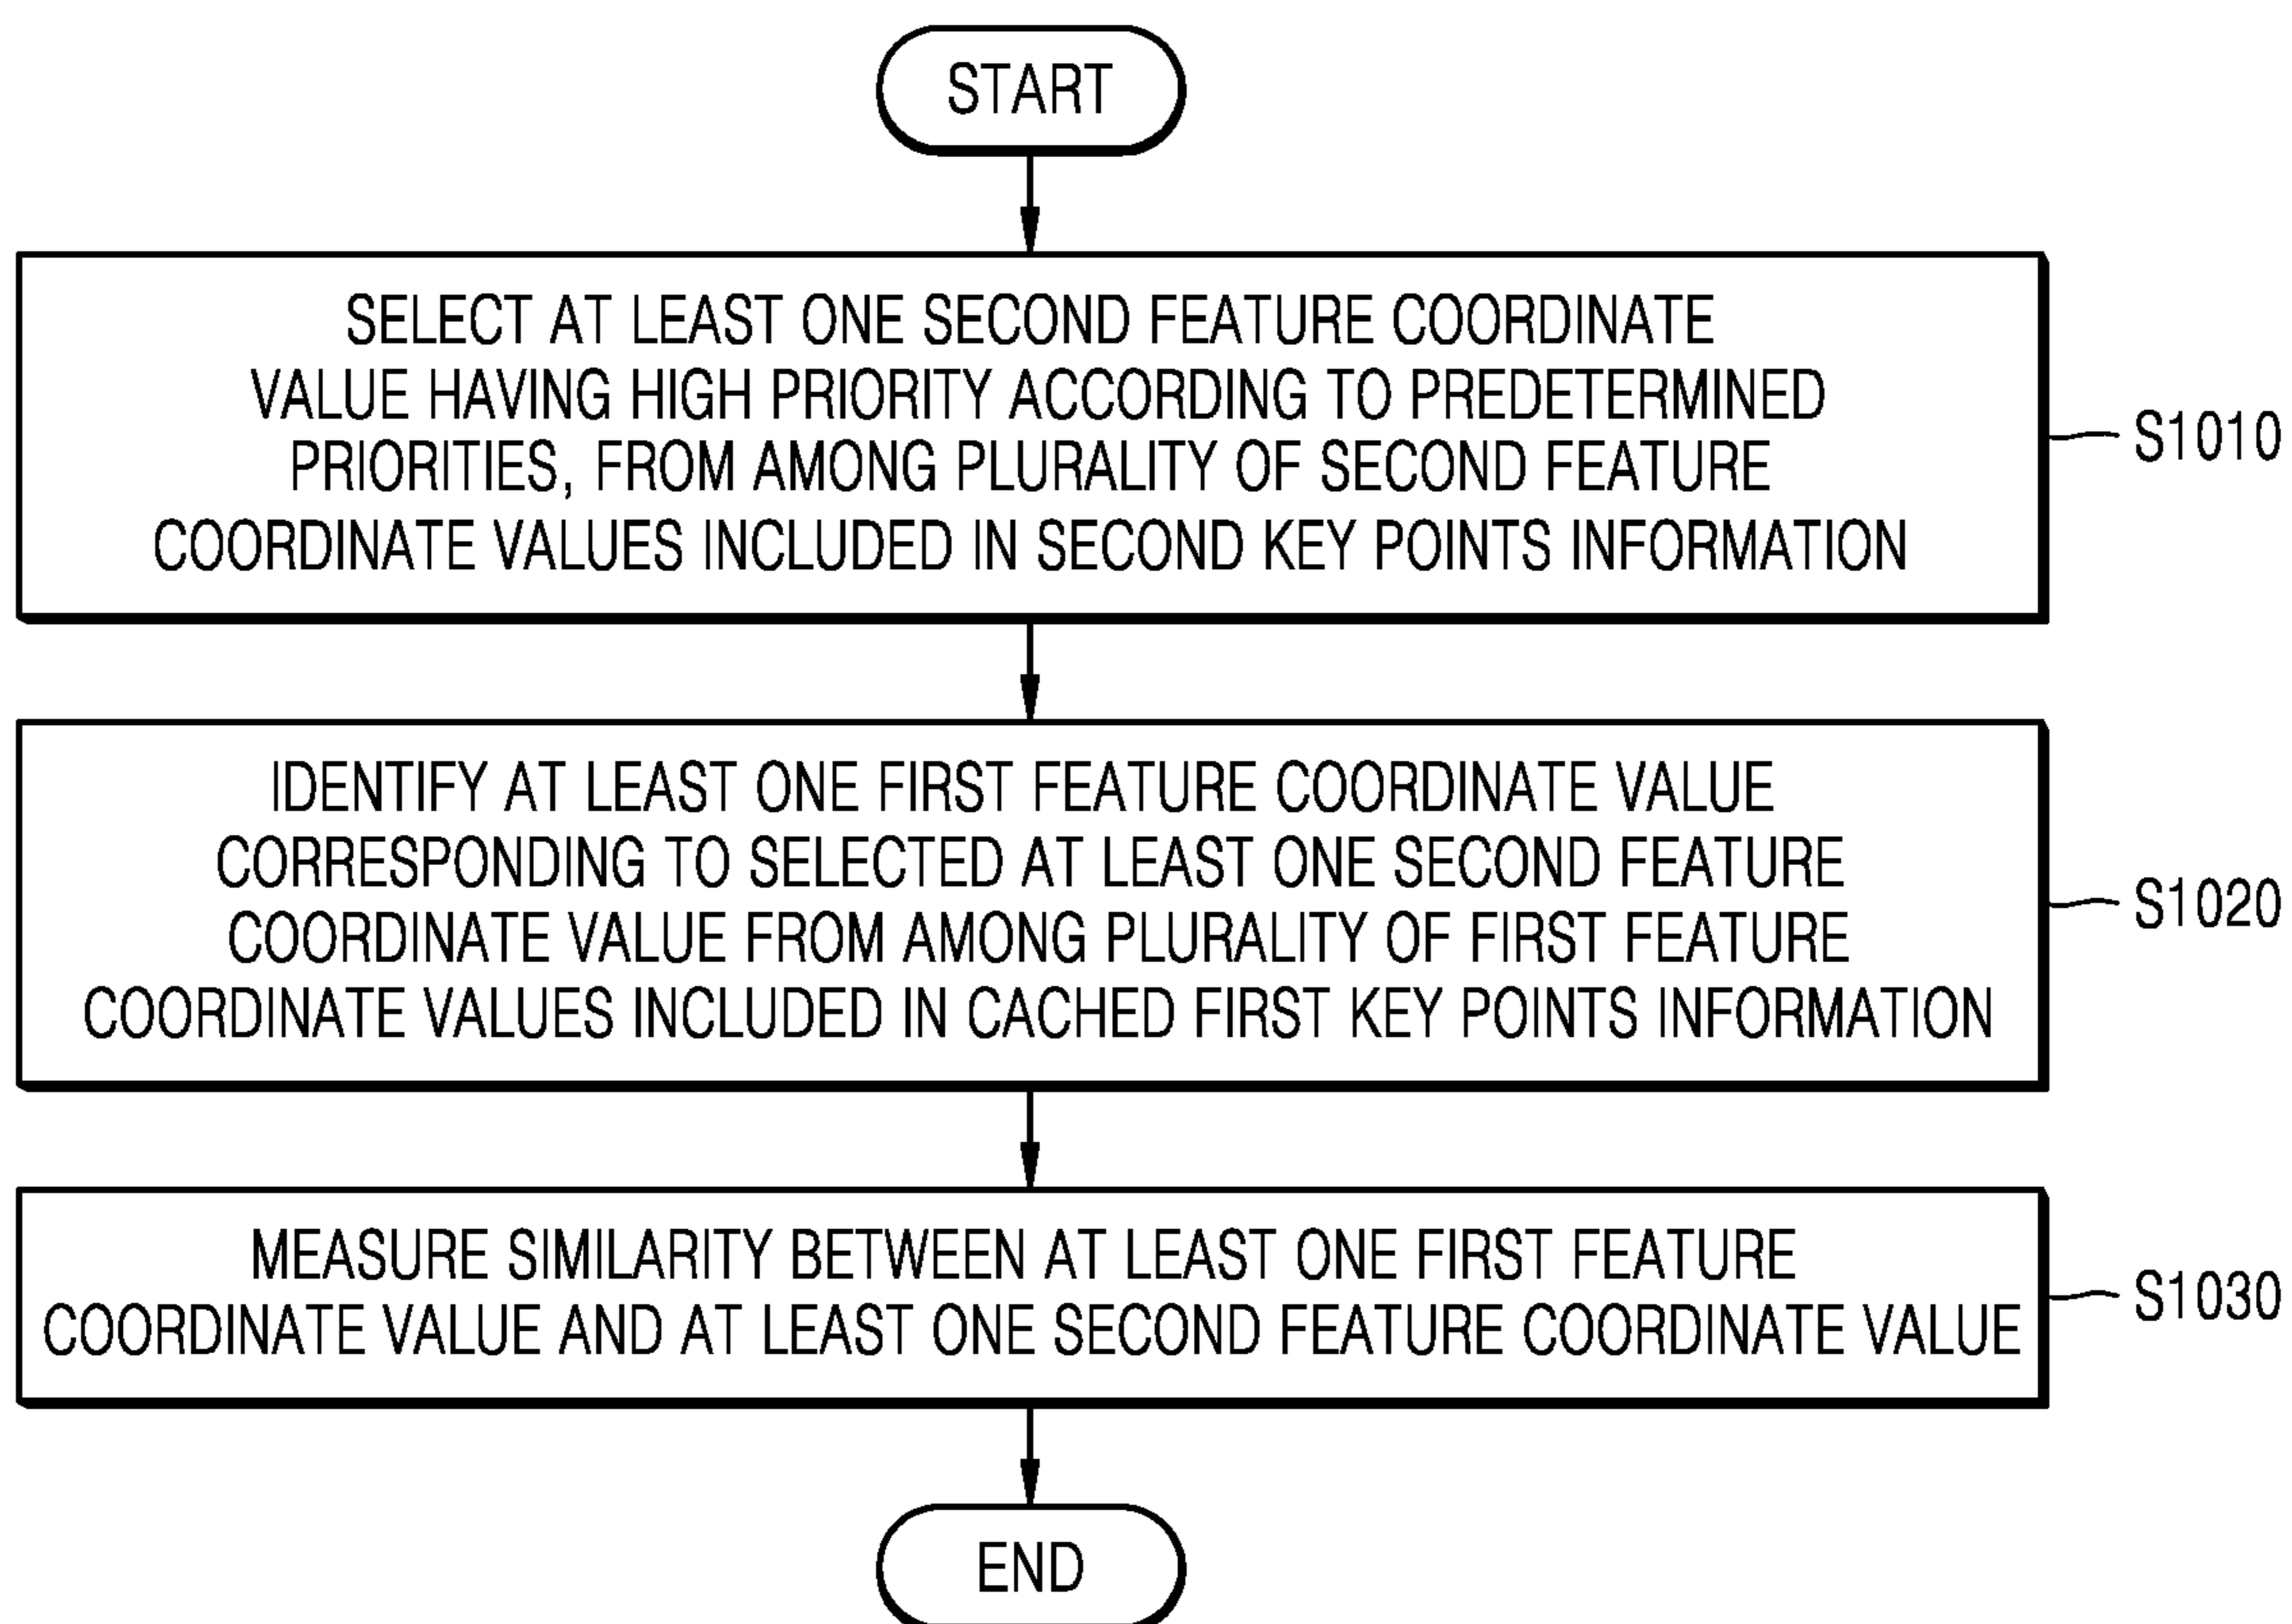 START
SELECT AT LEAST ONE SECOND FEATURE COORDINATE
VALUE HAVING HIGH PRIORITY ACCORDING TO PREDETERMINED
PRIORITIES, FROM AMONG PLURALITY OF SECOND FEATURE
COORDINATE VALUES INCLUDED IN SECOND KEY POINTS INFORMATION
S1010
IDENTIFY AT LEAST ONE FIRST FEATURE COORDINATE VALUE
CORRESPONDING TO SELECTED AT LEAST ONE SECOND FEATURE
COORDINATE VALUE FROM AMONG PLURALITY OF FIRST FEATURE
COORDINATE VALUES INCLUDED IN CACHED FIRST KEY POINTS INFORMATION
S1020
MEASURE SIMILARITY BETWEEN AT LEAST ONE FIRST FEATURE
COORDINATE VALUE AND AT LEAST ONE SECOND FEATURE COORDINATE VALUE
S1030
END